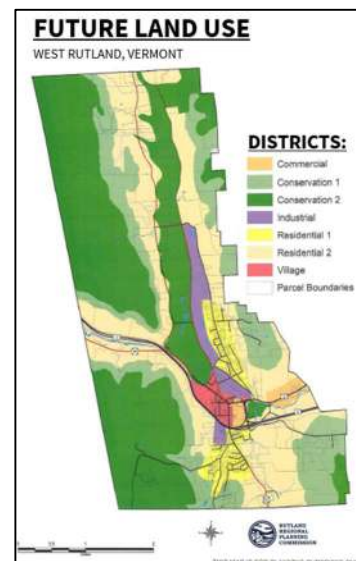 FUTURE LAND USE
WEST RUTLAND, VERMONT
DISTRICTS:
Commercial
Conservation 1
Conservation 2
Industrial
Residential 1
Residential 2
Village
Parcel Boundaries
RUTLAND
REGIONAL
PLANNING
COMMISSION